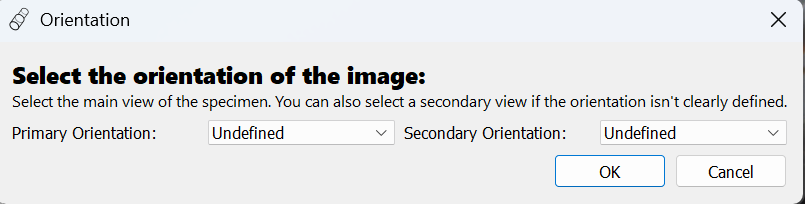 Orientation
Select the orientation of the image:
Select the main view of the specimen. You can also select a secondary view if the orientation isn't clearly defined.
Primary Orientation: Undefined Secondary Orientation: Undefined
OK Cancel